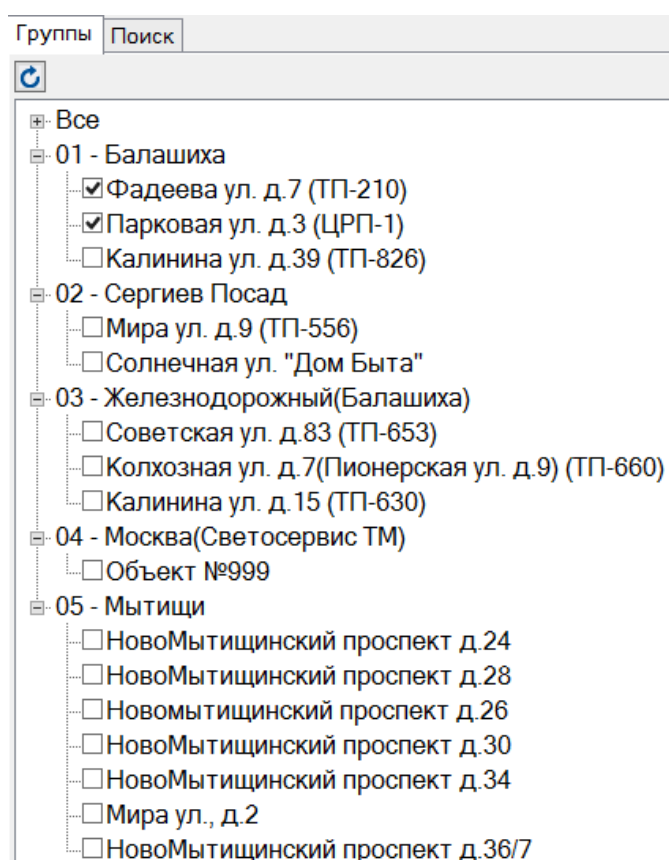 Группы Поиск
Все
01 - Балашиха
Фадеева ул. д.7 (ТП-210)
Парковая ул. д.3 (ЦРП-1)
Калинина ул. д.39 (ТП-826)
02 - Сергиев Посад
Мира ул. д.9 (ТП-556)
Солнечная ул. "Дом Быта"
03 - Железнодорожный(Балашиха)
Советская ул. д.83 (ТП-653)
Колхозная ул. д.7(Пионерская ул. д.9) (ТП-660)
Калинина ул. д.15 (ТП-630)
04 - Москва(Светосервис ТМ)
Объект №999
05 - Мытищи
НовоМытищинский проспект д.24
НовоМытищинский проспект д.28
Новомытищинский проспект д.26
НовоМытищинский проспект д.30
НовоМытищинский проспект д.34
Мира ул., д.2
НовоМытищинский проспект д.36/7